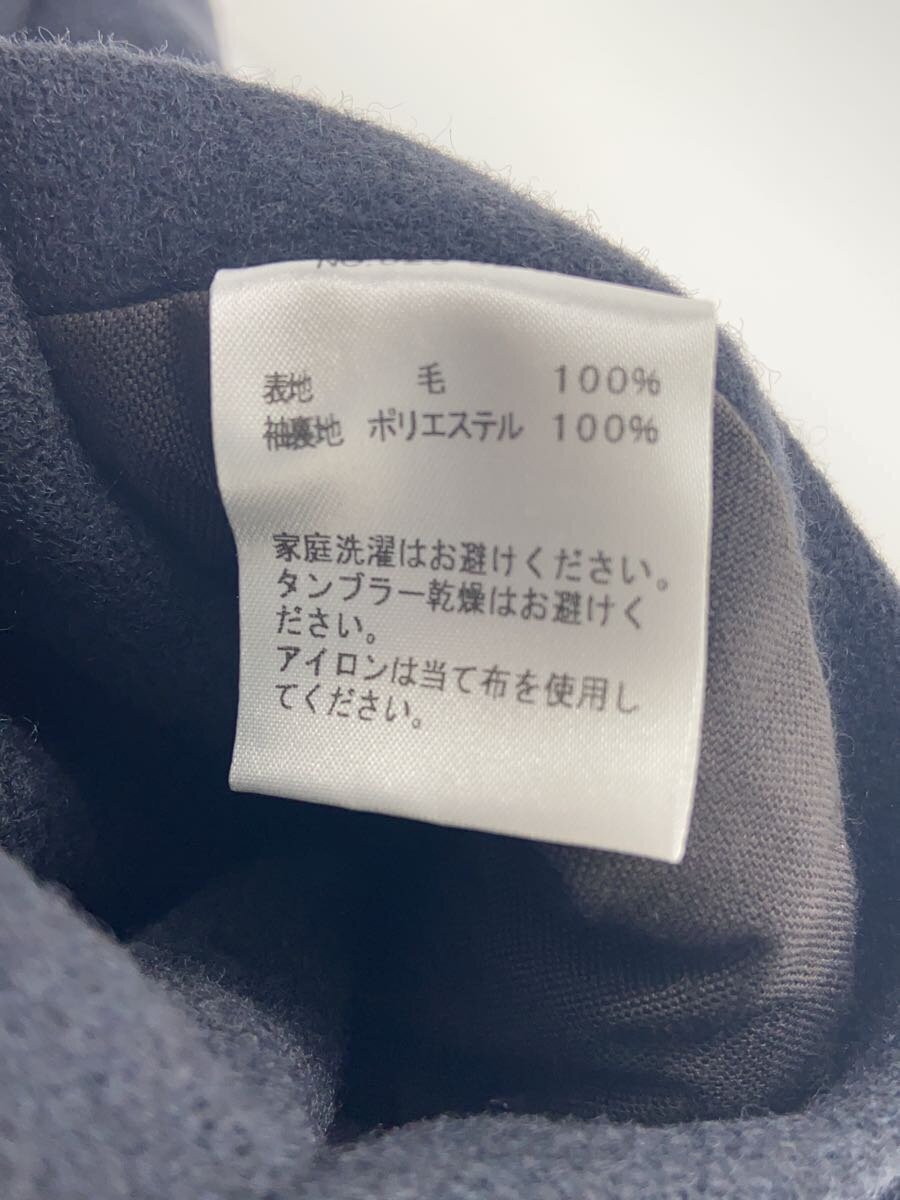 表地 毛 100%
袖裏地 ポリエステル 100%
家庭洗濯はお避けください。
タンブラー乾燥はお避けく
ださい。
アイロンは当て布を使用し
てください。